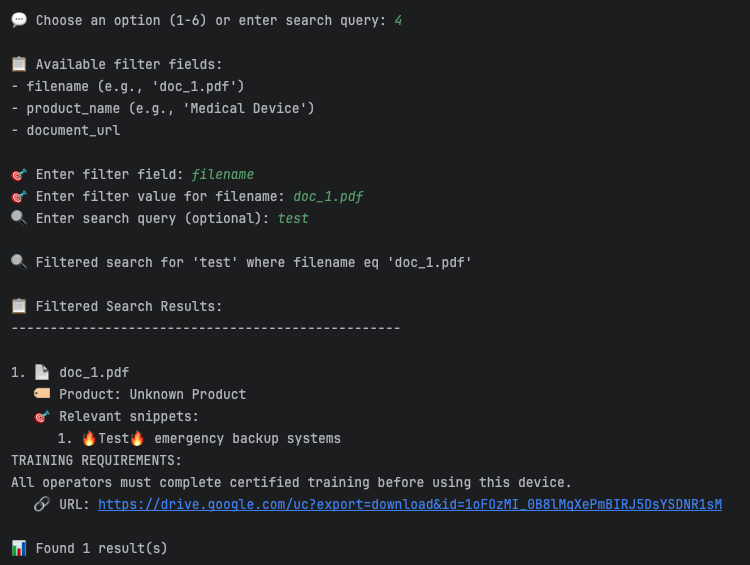 💬 Choose an option (1-6) or enter search query: 4
📋 Available filter fields:
- filename (e.g., 'doc_1.pdf')
- product_name (e.g., 'Medical Device')
- document_url
🎯 Enter filter field: filename
🎯 Enter filter value for filename: doc_1.pdf
🔍 Enter search query (optional): test
🔍 Filtered search for 'test' where filename eq 'doc_1.pdf'
📋 Filtered Search Results:
--------------------------------------------------
1. 📄 doc_1.pdf
🏷️ Product: Unknown Product
🎯 Relevant snippets:
1. 🔥Test🔥 emergency backup systems
TRAINING REQUIREMENTS:
All operators must complete certified training before using this device.
🔗 URL: https://drive.google.com/uc?export=download&id=1oFOzMI_0B8lMqXePmBIRJ5DsYSDNR1sM
📊 Found 1 result(s)